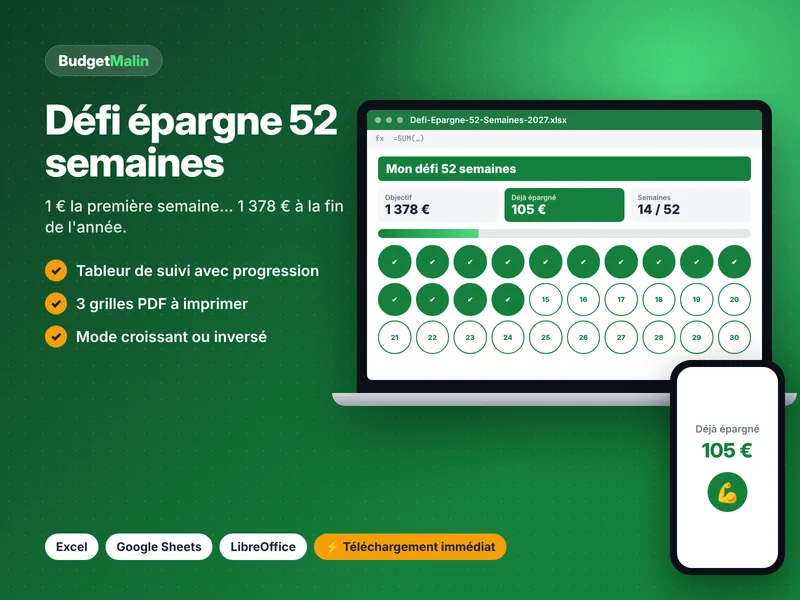 BudgetMalin
Défi épargne 52
semaines
1 € la première semaine... 1 378 € à la fin
de l'année.
Tableur de suivi avec progression
3 grilles PDF à imprimer
Mode croissant ou inversé
Defi-Epargne-52-Semaines-2027.xlsx
fx =SUM(…)
Mon défi 52 semaines
Objectif
1 378 €
Déjà épargné
105 €
Semaines
14 / 52
15 16 17 18 19 20
21 22 23 24 25 26 27 28 29 30
Déjà épargné
105 €
Excel
Google Sheets
LibreOffice
⚡ Téléchargement immédiat